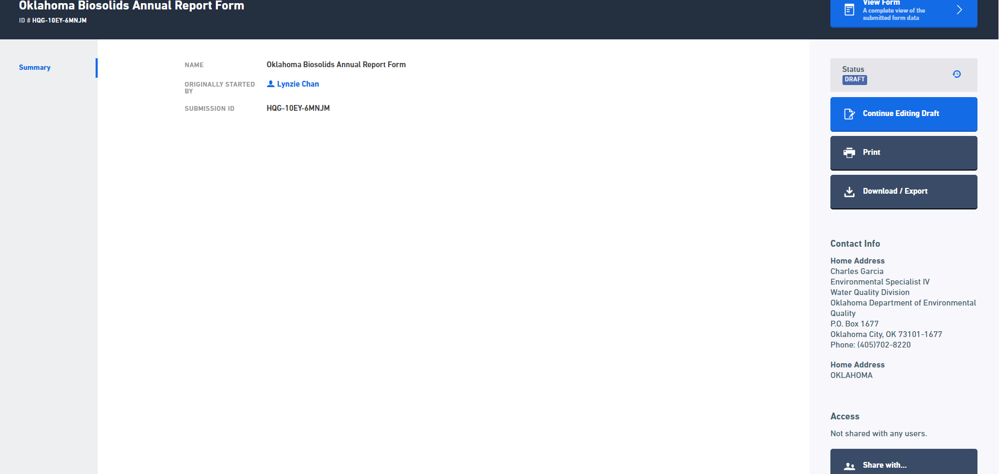 Oklahoma Biosolids Annual Report Form
ID # HQG-10EY-6MNJM
View Form
A complete view of the
submitted form data
Summary
NAME
Oklahoma Biosolids Annual Report Form
ORIGINALLY STARTED
BY
Lynzie Chan
SUBMISSION ID
HQG-10EY-6MNJM
Status
DRAFT
Continue Editing Draft
Print
Download / Export
Contact Info
Home Address
Charles Garcia
Environmental Specialist IV
Water Quality Division
Oklahoma Department of Environmental
Quality
P.O. Box 1677
Oklahoma City, OK 73101-1677
Phone: (405)702-8220
Home Address
OKLAHOMA
Access
Not shared with any users.
Share with...